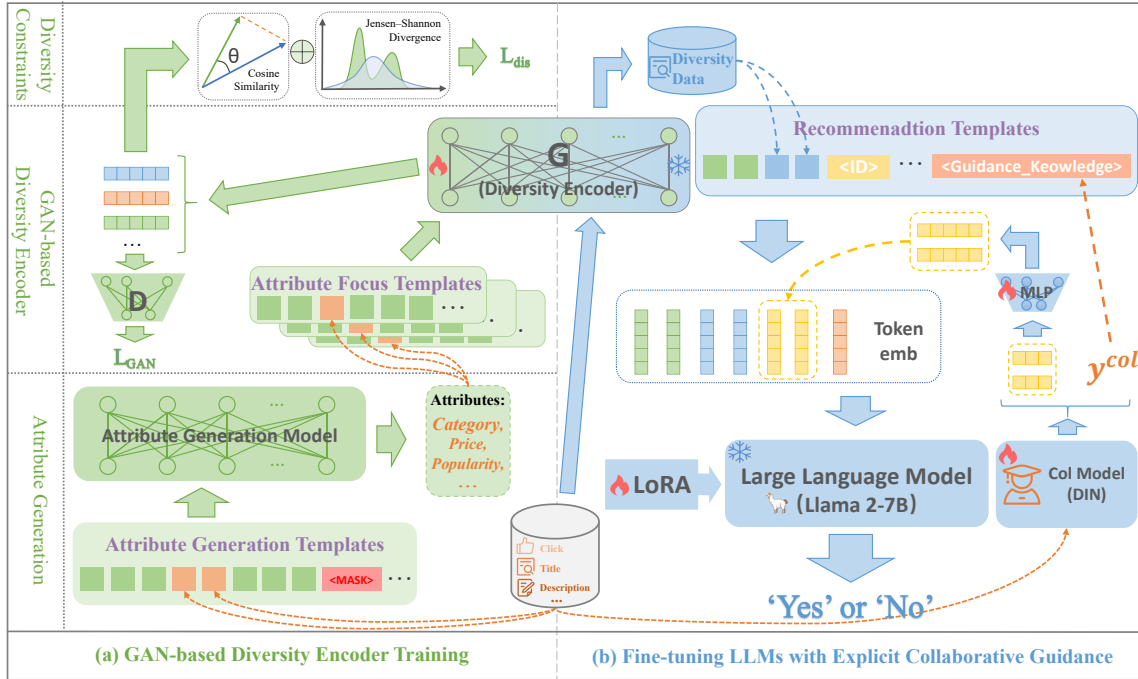 Diversity
Constraints
θ
Cosine
Similarity
Jensen–Shannon
Divergence
L_dis
Diversity
Data
GAN-based
Diversity Encoder
...
D
L_GAN
G
(Diversity Encoder)
...
...
Attribute Focus Templates
...
Recommenadtion Templates
<ID>
...
<Guidance_Keowledge>
MLP
Token
emb
y^col
Attribute Generation
...
Attribute Generation Model
...
Attributes:
Category,
Price,
Popularity,
...
Attribute Generation Templates
<MASK>
...
Click
Title
Description
...
LoRA
Large Language Model
(Llama 2-7B)
Col Model
(DIN)
‘Yes’ or ‘No’
(a) GAN-based Diversity Encoder Training
(b) Fine-tuning LLMs with Explicit Collaborative Guidance